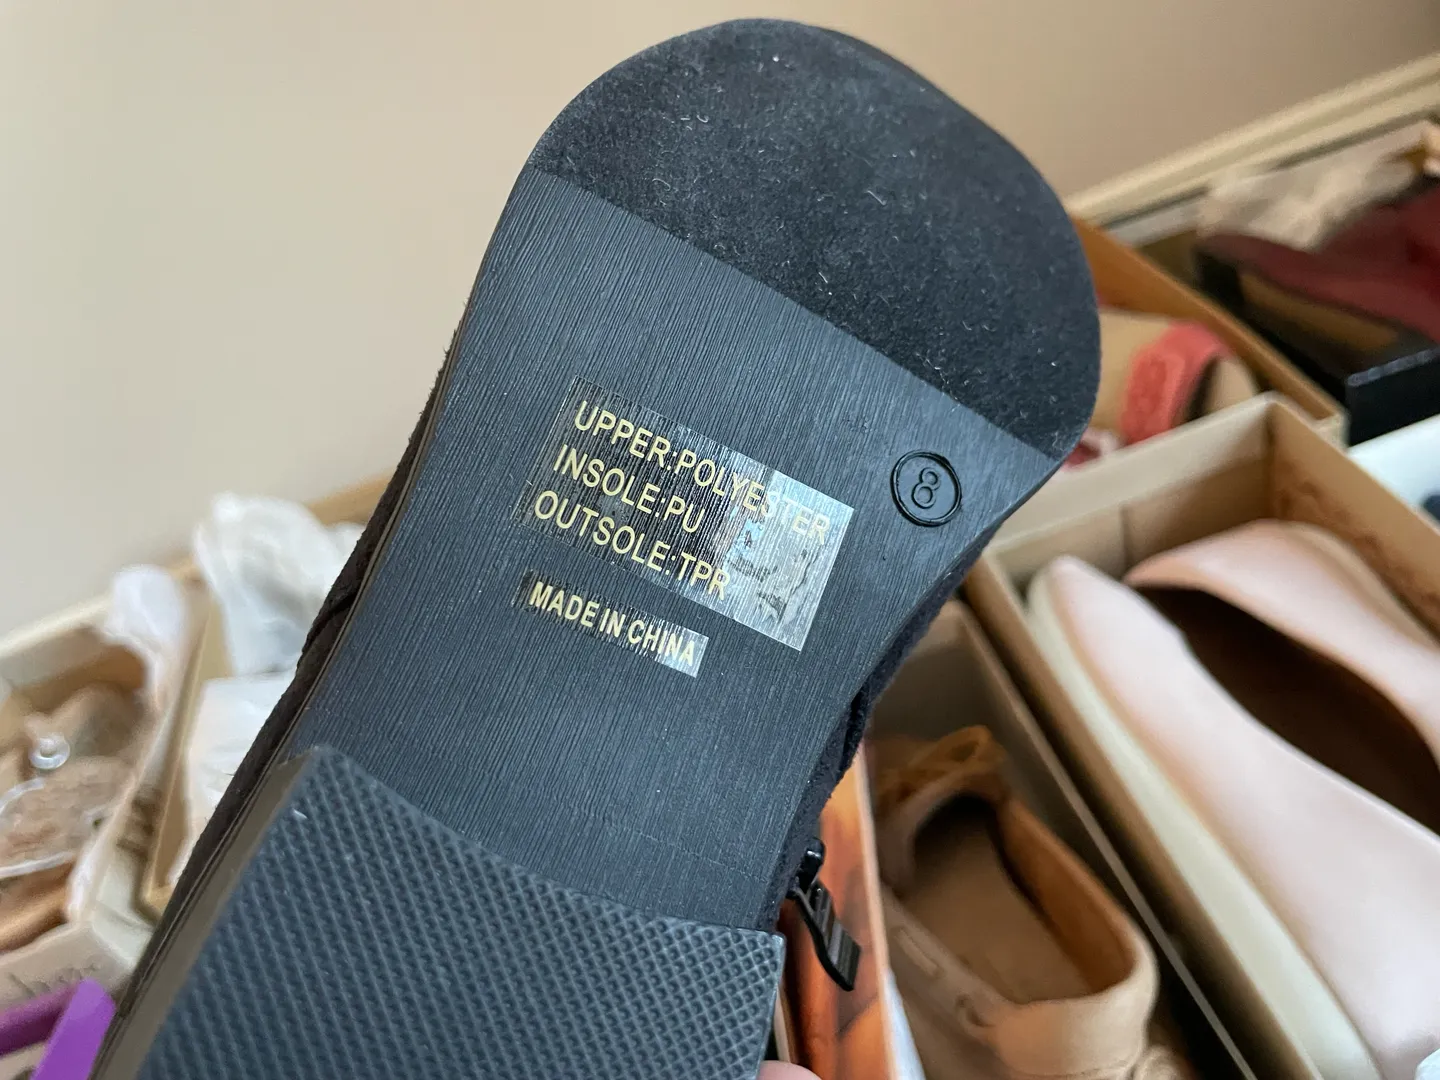 UPPER:POLYESTER
INSOLE:PU
OUTSOLE:TPR
MADE IN CHINA
8